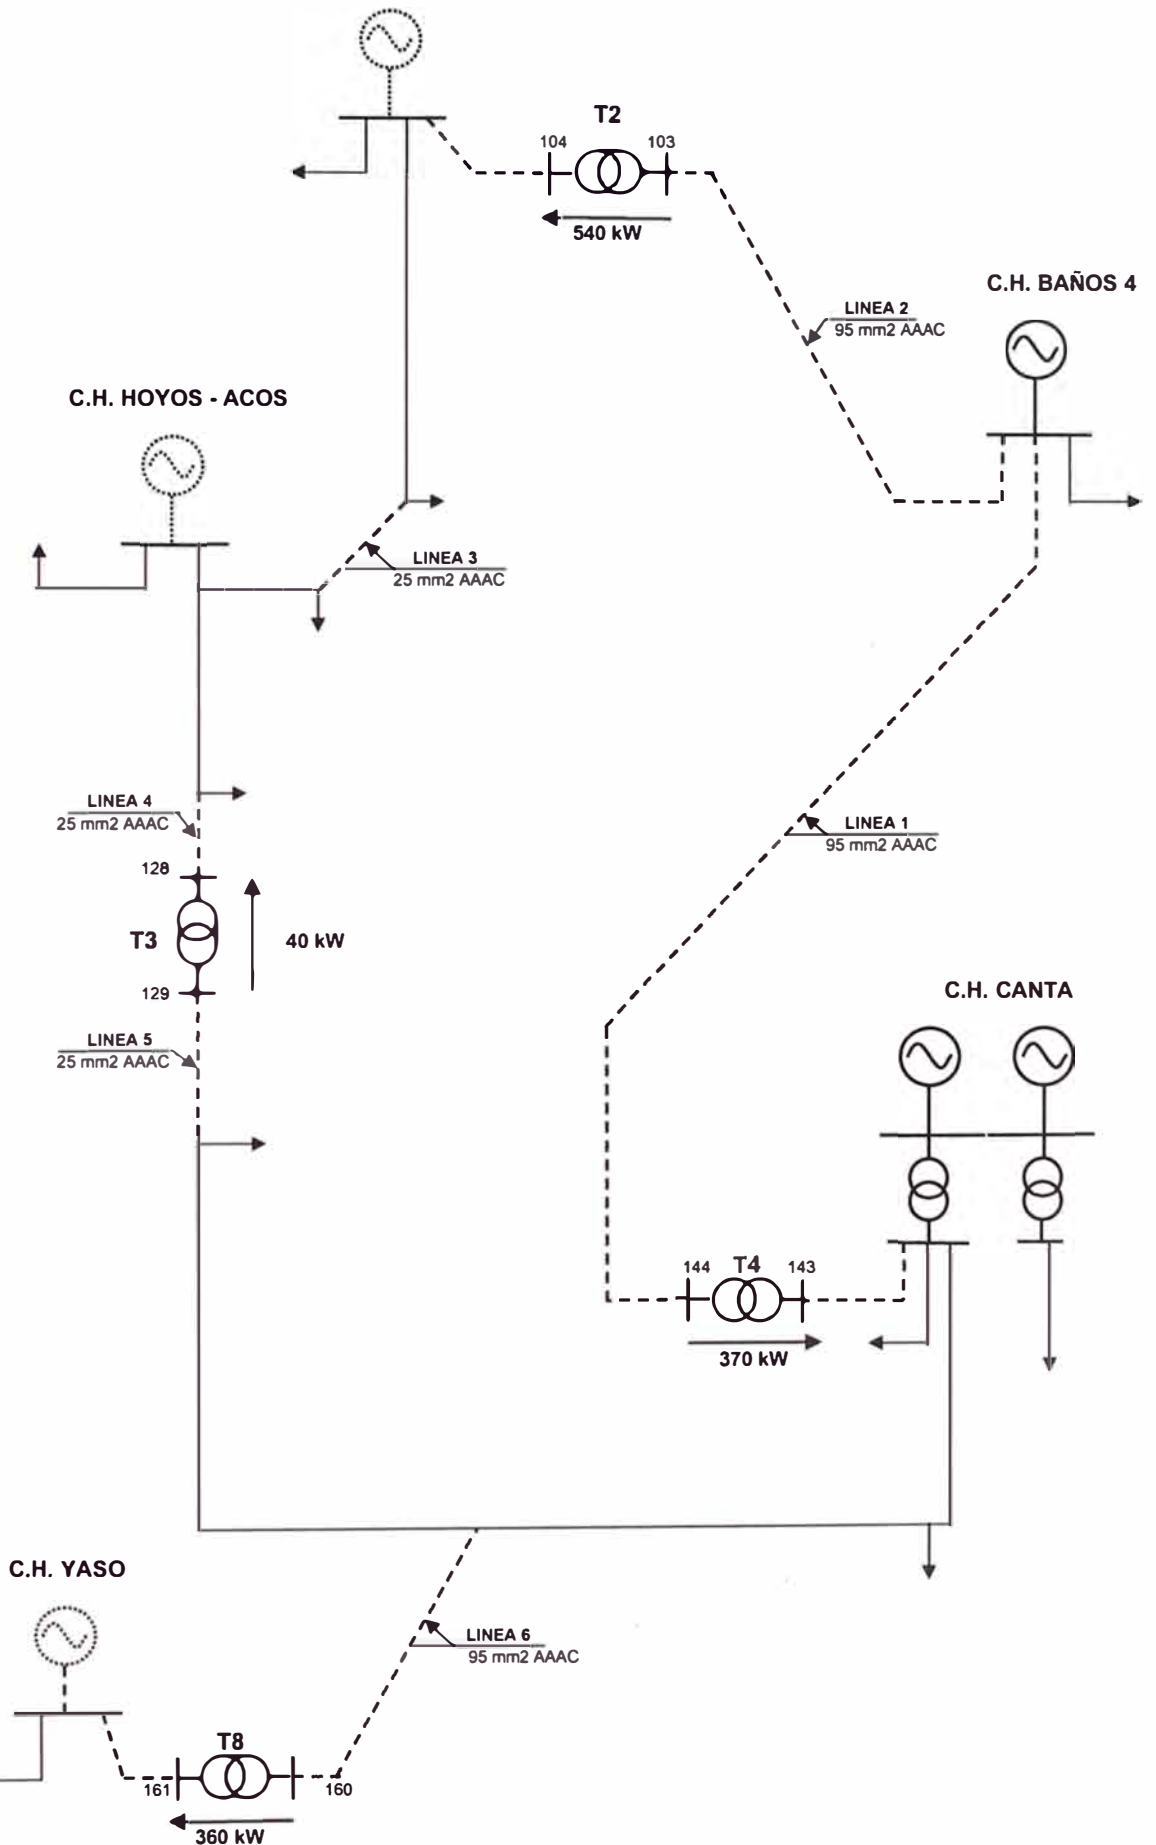 T2
104
103
540 kW
C.H. BAÑOS 4
LINEA 2
95 mm2 AAAC
C.H. HOYOS - ACOS
LINEA 3
25 mm2 AAAC
LINEA 4
25 mm2 AAAC
LINEA 1
95 mm2 AAAC
128
T3
40 kW
129
C.H. CANTA
LINEA 5
25 mm2 AAAC
144
T4
143
370 kW
C.H. YASO
LINEA 6
95 mm2 AAAC
T8
161
160
360 kW